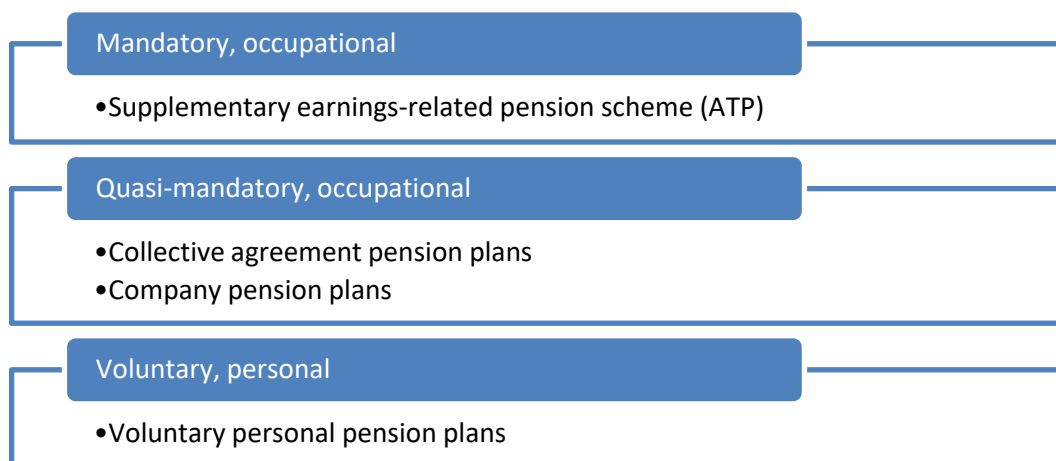 Mandatory, occupational
•Supplementary earnings-related pension scheme (ATP)
Quasi-mandatory, occupational
•Collective agreement pension plans
•Company pension plans
Voluntary, personal
•Voluntary personal pension plans